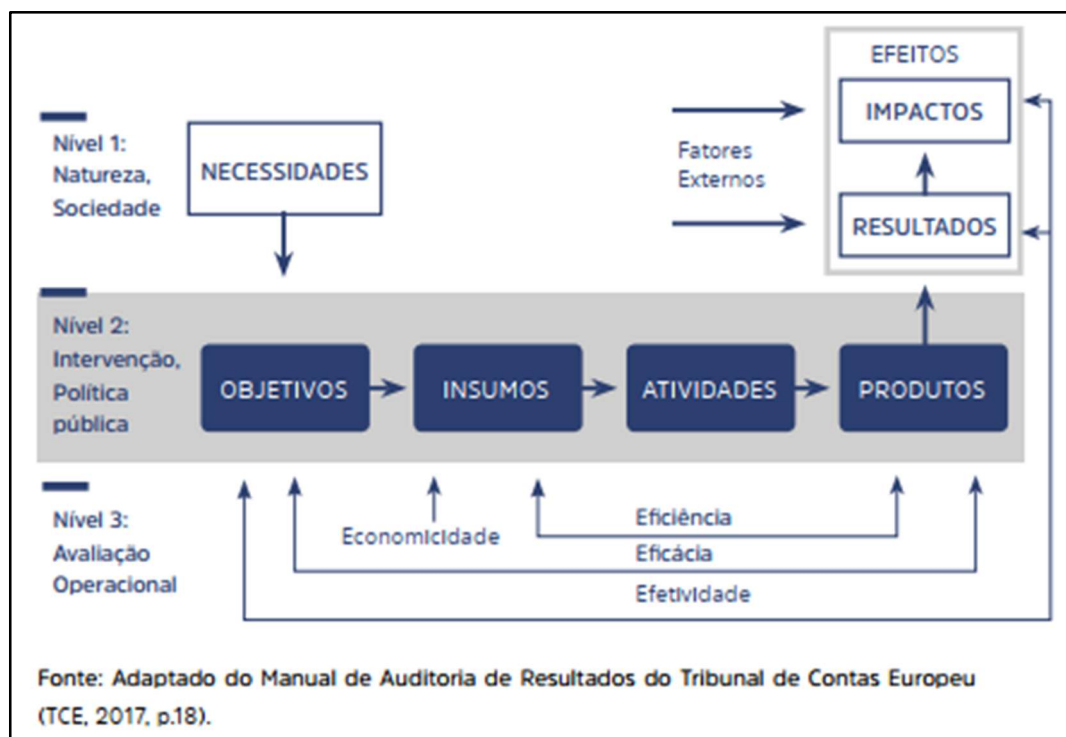 EFEITOS
IMPACTOS
Nível 1:
Natureza,
Sociedade
NECESSIDADES
Fatores
Externos
RESULTADOS
Nível 2:
Intervenção,
Política
pública
OBJETIVOS
INSUMOS
ATIVIDADES
PRODUTOS
Nível 3:
Avaliação
Operacional
Economicidade
Eficiência
Eficácia
Efetividade
Fonte: Adaptado do Manual de Auditoria de Resultados do Tribunal de Contas Europeu
(TCE, 2017, p.18).